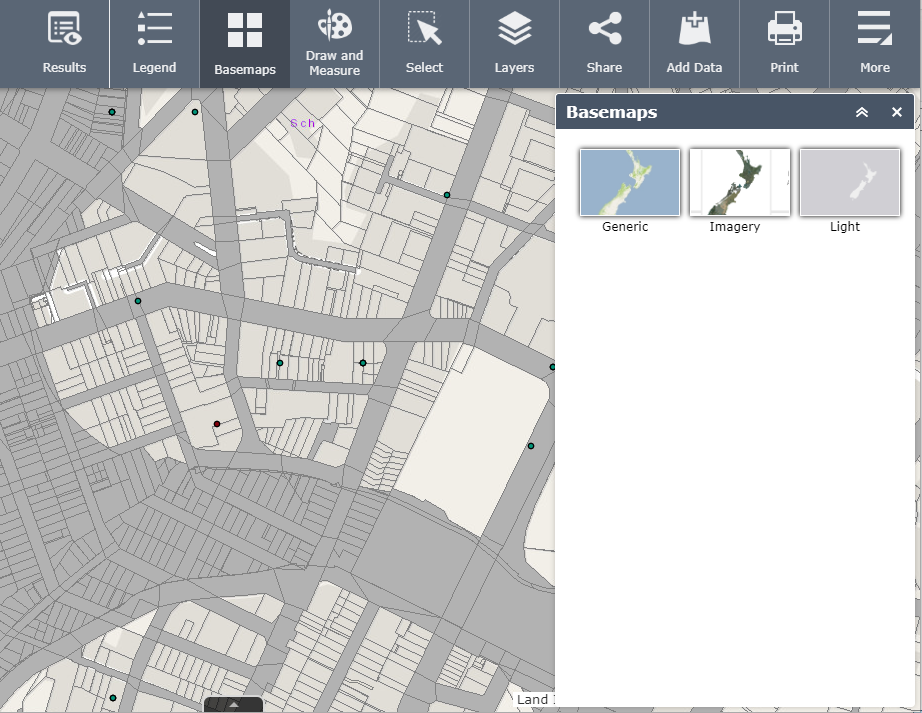 Results
Legend
Basemaps
Draw and
Measure
Select
Layers
Share
Add Data
Print
More
Basemaps
Generic
Imagery
Light
Sch
Land